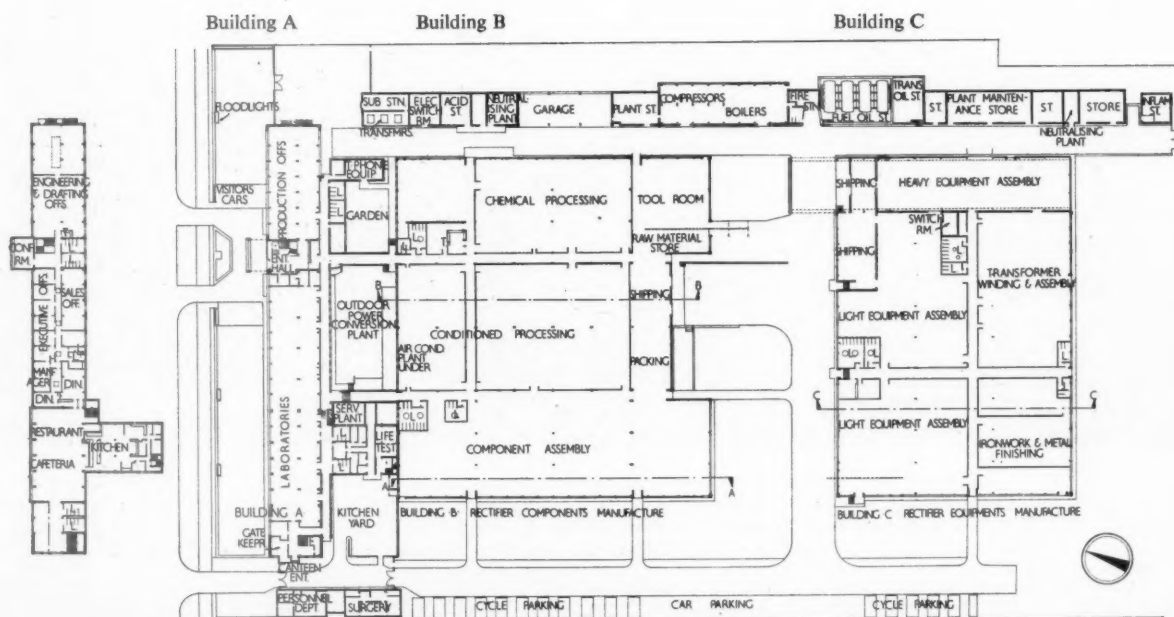 Building A
Building B
Building C
FLOODLIGHTS
VISITORS
CARS
PRODUCTION OFFS
ENT.
HALL
LABORATORIES
BUILDING A
GATE
KEEPR.
CANTEEN
ENT.
PERSONNEL
DEPT
SURGERY
ENGINEERING
& DRAFTING
OFFS.
CONF
RM.
EXECUTIVE OFFS
SALES
OFF.
MAN-
AGER
DIN.
DIN.
RESTAURANT
CAFETERIA
KITCHEN
SUB STN.
TRANSFMRS.
ELEC
SWITCH
RM.
ACID
ST.
NEUTRAL-
ISING
PLANT
GARAGE
PLANT ST.
COMPRESSORS
BOILERS
FIRE
STN.
FUEL OIL ST.
TRANS
OIL ST.
ST.
PLANT MAINTEN-
ANCE STORE
ST.
STORE
NEUTRALISING
PLANT
INFLAM
ST.
T'PHONE
EQUIP
GARDEN
OUTDOOR
POWER
CONVERSION
PLANT
SERV.
PLANT
LIFE
TEST
KITCHEN
YARD
CHEMICAL PROCESSING
TOOL ROOM
RAW MATERIAL
STORE
B
B
SHIPPING
CONDITIONED PROCESSING
AIR COND.
PLANT
UNDER
PACKING
COMPONENT ASSEMBLY
A
A
BUILDING B· RECTIFIER COMPONENTS MANUFACTURE
SHIPPING
HEAVY EQUIPMENT ASSEMBLY
SWITCH
RM.
SHIPPING
TRANSFORMER
WINDING & ASSEMBLY
LIGHT EQUIPMENT ASSEMBLY
C
C
LIGHT EQUIPMENT ASSEMBLY
IRONWORK & METAL
FINISHING
BUILDING C RECTIFIER EQUIPMENTS MANUFACTURE
CYCLE PARKING
CAR PARKING
CYCLE PARKING